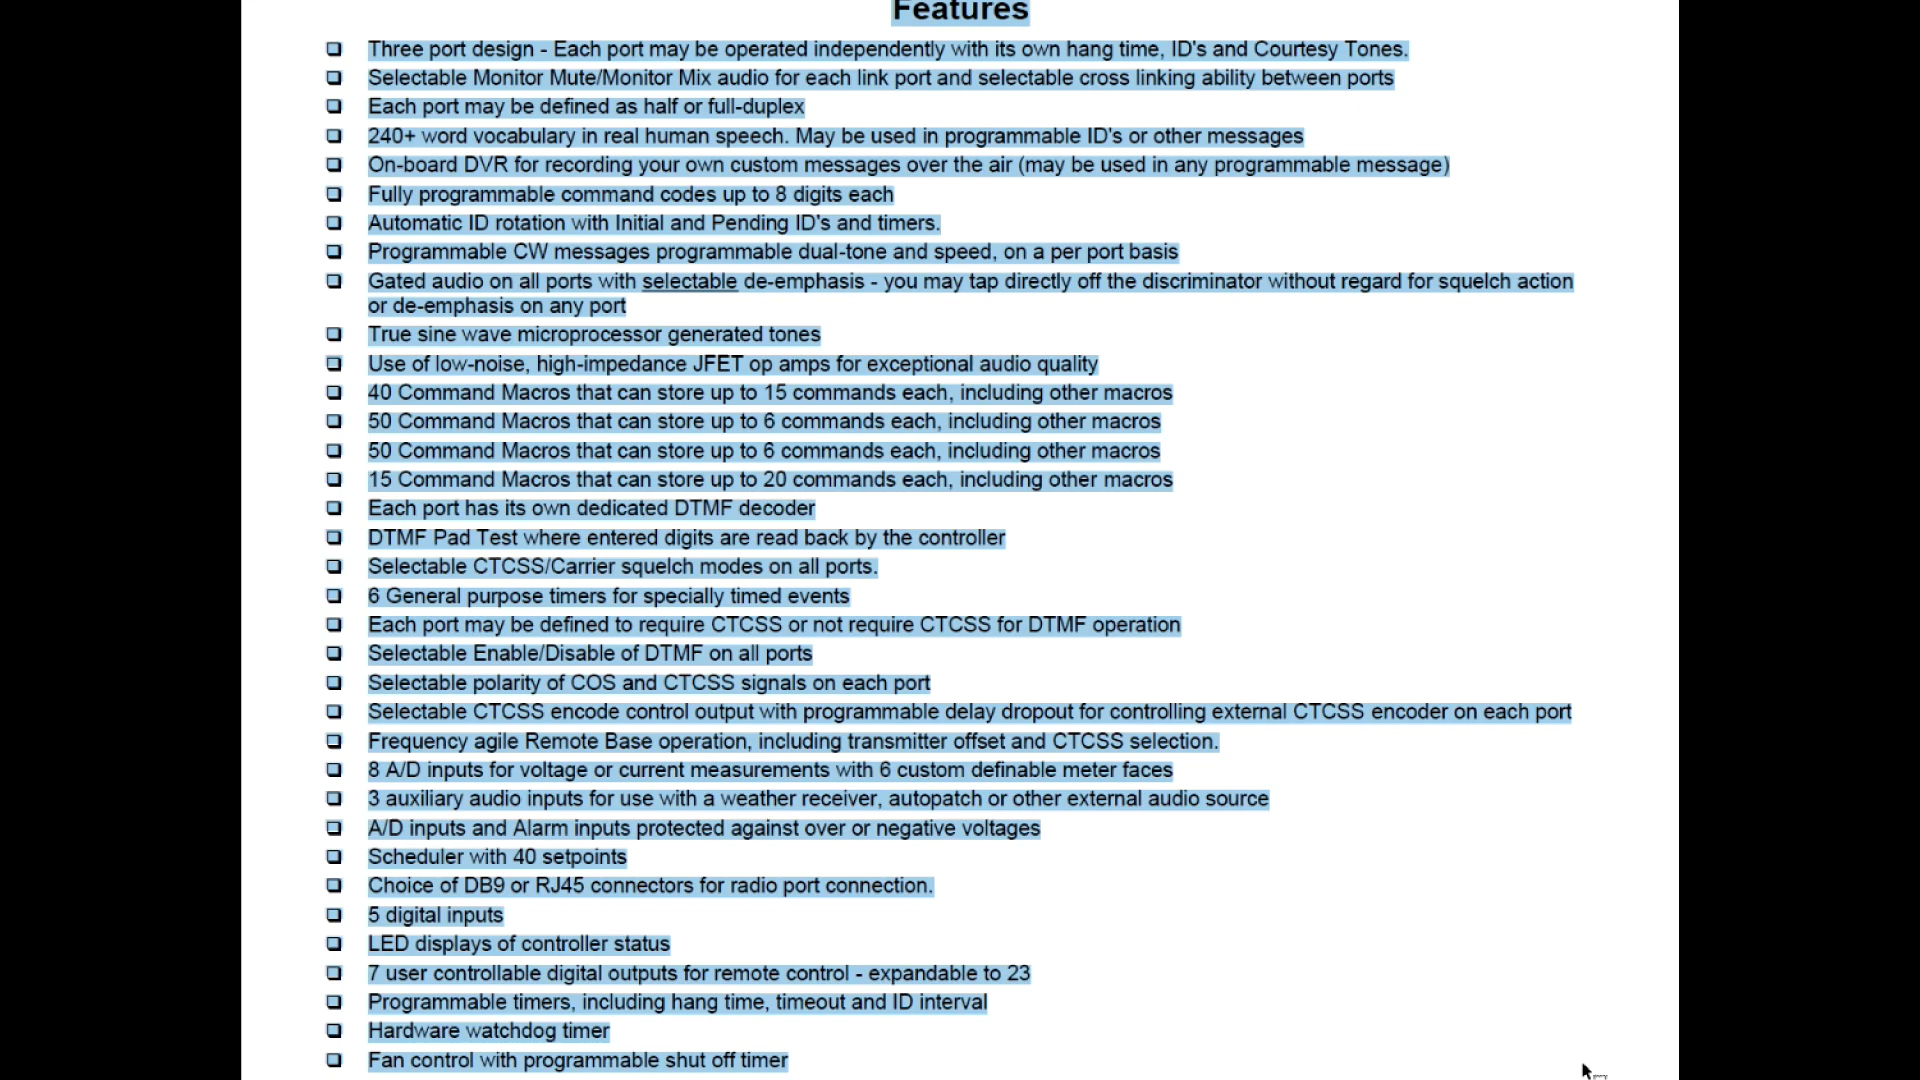 Features
❏ Three port design - Each port may be operated independently with its own hang time, ID's and Courtesy Tones.
❏ Selectable Monitor Mute/Monitor Mix audio for each link port and selectable cross linking ability between ports
❏ Each port may be defined as half or full-duplex
❏ 240+ word vocabulary in real human speech. May be used in programmable ID's or other messages
❏ On-board DVR for recording your own custom messages over the air (may be used in any programmable message)
❏ Fully programmable command codes up to 8 digits each
❏ Automatic ID rotation with Initial and Pending ID's and timers.
❏ Programmable CW messages programmable dual-tone and speed, on a per port basis
❏ Gated audio on all ports with selectable de-emphasis - you may tap directly off the discriminator without regard for squelch action
or de-emphasis on any port
❏ True sine wave microprocessor generated tones
❏ Use of low-noise, high-impedance JFET op amps for exceptional audio quality
❏ 40 Command Macros that can store up to 15 commands each, including other macros
❏ 50 Command Macros that can store up to 6 commands each, including other macros
❏ 50 Command Macros that can store up to 6 commands each, including other macros
❏ 15 Command Macros that can store up to 20 commands each, including other macros
❏ Each port has its own dedicated DTMF decoder
❏ DTMF Pad Test where entered digits are read back by the controller
❏ Selectable CTCSS/Carrier squelch modes on all ports.
❏ 6 General purpose timers for specially timed events
❏ Each port may be defined to require CTCSS or not require CTCSS for DTMF operation
❏ Selectable Enable/Disable of DTMF on all ports
❏ Selectable polarity of COS and CTCSS signals on each port
❏ Selectable CTCSS encode control output with programmable delay dropout for controlling external CTCSS encoder on each port
❏ Frequency agile Remote Base operation, including transmitter offset and CTCSS selection.
❏ 8 A/D inputs for voltage or current measurements with 6 custom definable meter faces
❏ 3 auxiliary audio inputs for use with a weather receiver, autopatch or other external audio source
❏ A/D inputs and Alarm inputs protected against over or negative voltages
❏ Scheduler with 40 setpoints
❏ Choice of DB9 or RJ45 connectors for radio port connection.
❏ 5 digital inputs
❏ LED displays of controller status
❏ 7 user controllable digital outputs for remote control - expandable to 23
❏ Programmable timers, including hang time, timeout and ID interval
❏ Hardware watchdog timer
❏ Fan control with programmable shut off timer